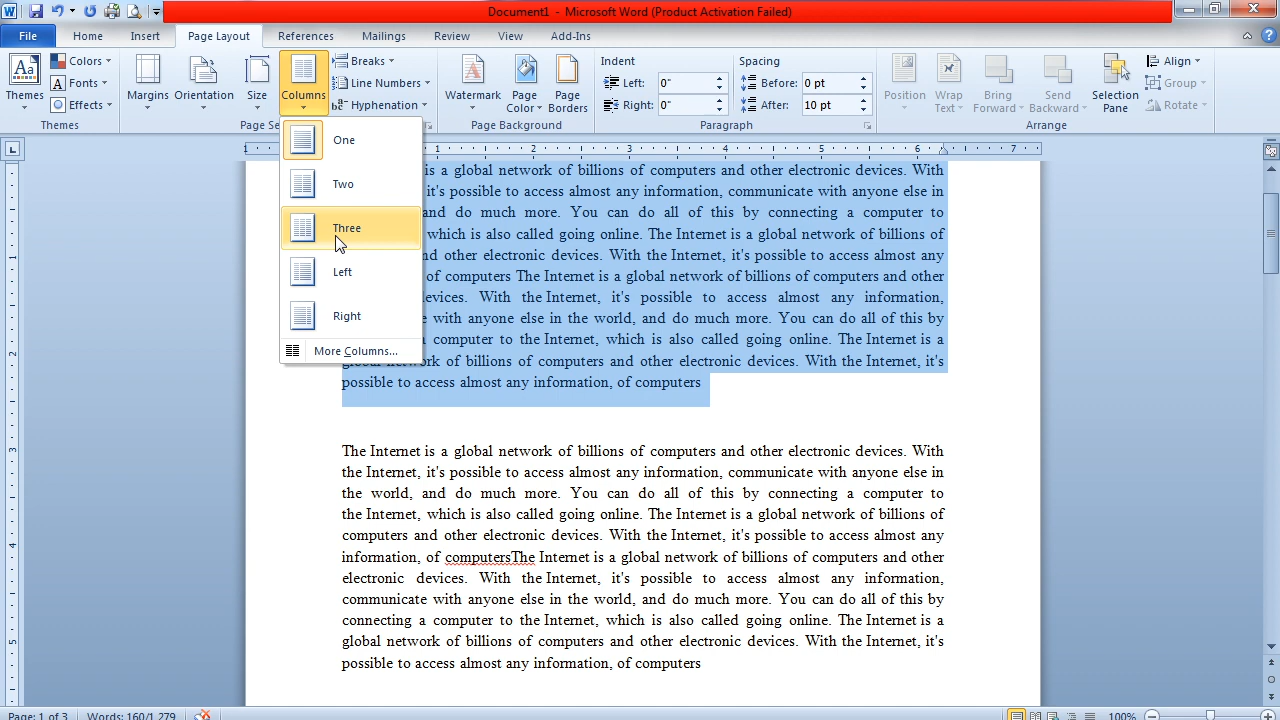 Document1 - Microsoft Word (Product Activation Failed)
File Home Insert Page Layout References Mailings Review View Add-Ins
Themes
Colors
Fonts
Effects
Themes
Margins
Orientation
Size
Columns
Breaks
Line Numbers
Hyphenation
Page Se
Watermark
Page Color
Page Borders
Page Background
Indent
Left: 0"
Right: 0"
Spacing
Before: 0 pt
After: 10 pt
Paragraph
Position
Wrap Text
Bring Forward
Send Backward
Selection Pane
Align
Group
Rotate
Arrange
One
Two
Three
Left
Right
More Columns...
1 1 2 3 4 5 6 7
is a global network of billions of computers and other electronic devices. With
it's possible to access almost any information, communicate with anyone else in
and do much more. You can do all of this by connecting a computer to
which is also called going online. The Internet is a global network of billions of
nd other electronic devices. With the Internet, it's possible to access almost any
of computers The Internet is a global network of billions of computers and other
evices. With the Internet, it's possible to access almost any information,
e with anyone else in the world, and do much more. You can do all of this by
a computer to the Internet, which is also called going online. The Internet is a
global network of billions of computers and other electronic devices. With the Internet, it's
possible to access almost any information, of computers
The Internet is a global network of billions of computers and other electronic devices. With
the Internet, it's possible to access almost any information, communicate with anyone else in
the world, and do much more. You can do all of this by connecting a computer to
the Internet, which is also called going online. The Internet is a global network of billions of
computers and other electronic devices. With the Internet, it's possible to access almost any
information, of computersThe Internet is a global network of billions of computers and other
electronic devices. With the Internet, it's possible to access almost any information,
communicate with anyone else in the world, and do much more. You can do all of this by
connecting a computer to the Internet, which is also called going online. The Internet is a
global network of billions of computers and other electronic devices. With the Internet, it's
possible to access almost any information, of computers
1
2
3
4
5
Page: 1 of 3 Words: 160/1,279 100%